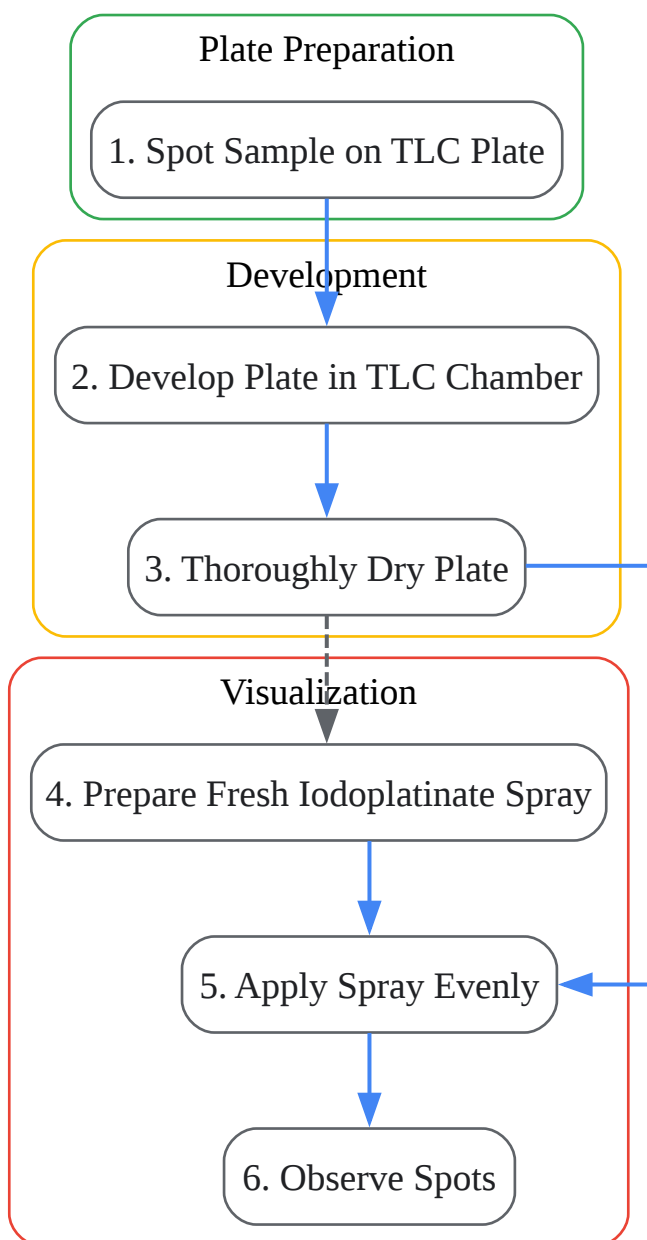 Plate Preparation
1. Spot Sample on TLC Plate
Development
2. Develop Plate in TLC Chamber
3. Thoroughly Dry Plate
Visualization
4. Prepare Fresh Iodoplatinate Spray
5. Apply Spray Evenly
6. Observe Spots